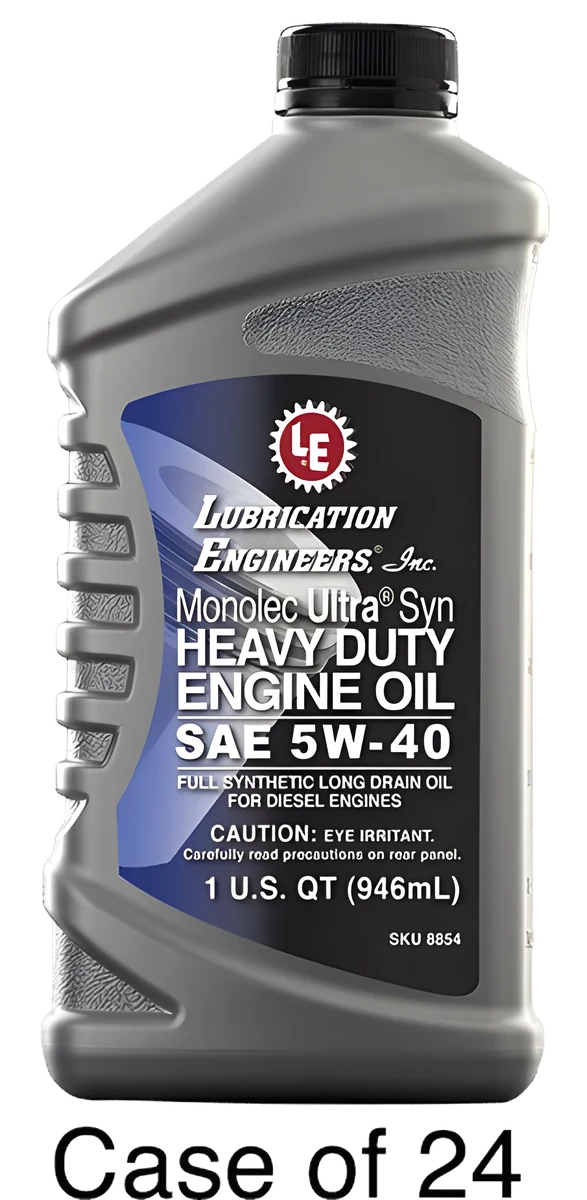 LE
LUBRICATION
ENGINEERS,® Inc.
Monolec Ultra® Syn
HEAVY DUTY
ENGINE OIL
SAE 5W-40
FULL SYNTHETIC LONG DRAIN OIL
FOR DIESEL ENGINES
CAUTION: EYE IRRITANT.
Carefully read precautions on rear panel.
1 U.S. QT (946mL)
SKU 8854
Case of 24